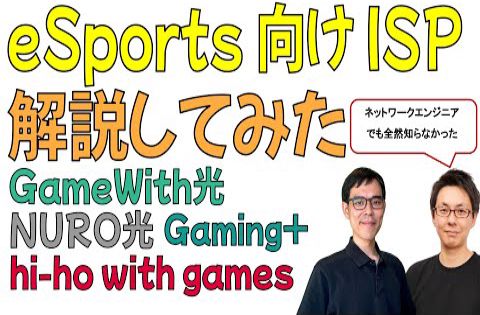 eSports 向け ISP
解説してみた
ネットワークエンジニア
でも全然知らなかった
GameWith光
NURO光 Gaming+
hi-ho with games